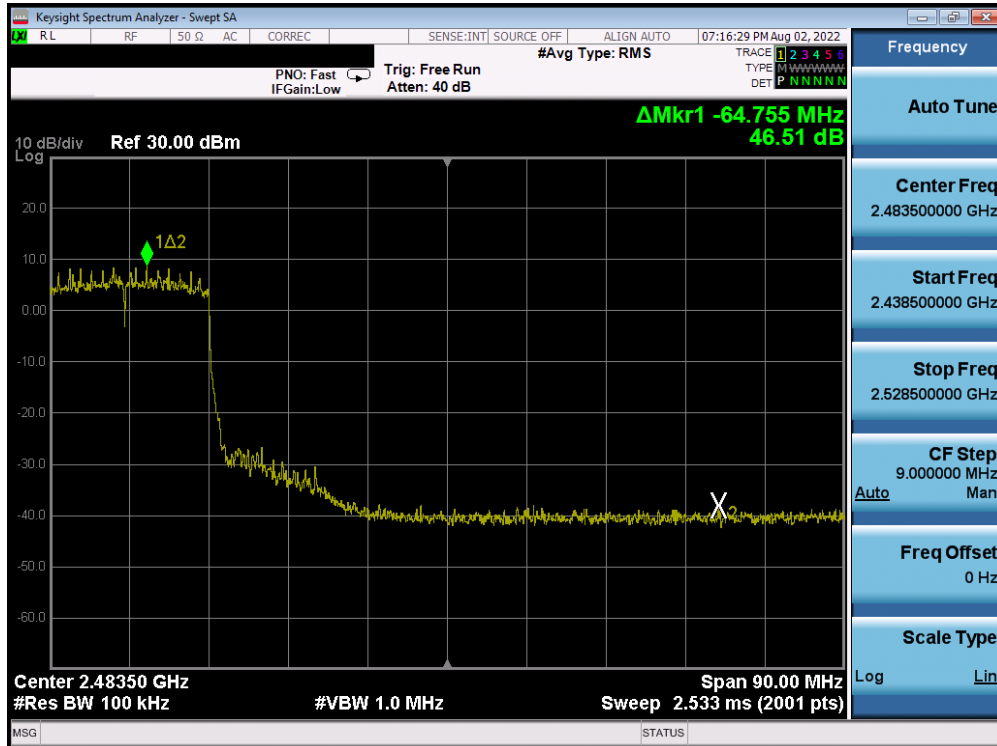 Keysight Spectrum Analyzer - Swept SA
LXI RL RF 50 Ω AC CORREC SENSE:INT SOURCE OFF ALIGN AUTO 07:16:29 PM Aug 02, 2022
#Avg Type: RMS
TRACE 1 2 3 4 5 6
TYPE M WWWWW
DET P N N N N N
PNO: Fast
IFGain:Low
Trig: Free Run
Atten: 40 dB
ΔMkr1 -64.755 MHz
46.51 dB
10 dB/div
Log
Ref 30.00 dBm
20.0
10.0
0.00
-10.0
-20.0
-30.0
-40.0
-50.0
-60.0
1Δ2
X2
Center 2.48350 GHz
Span 90.00 MHz
#Res BW 100 kHz
#VBW 1.0 MHz
Sweep 2.533 ms (2001 pts)
MSG
STATUS
Frequency
Auto Tune
Center Freq
2.483500000 GHz
Start Freq
2.438500000 GHz
Stop Freq
2.528500000 GHz
CF Step
9.000000 MHz
Auto Man
Freq Offset
0 Hz
Scale Type
Log Lin